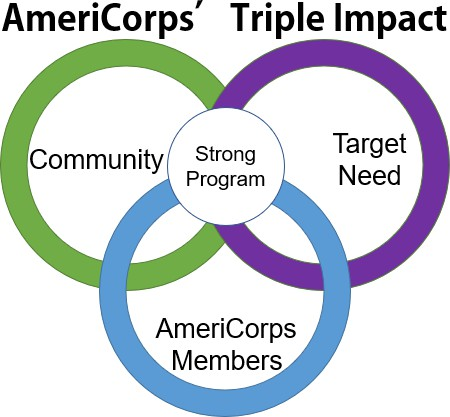 AmeriCorps’ Triple Impact
Community
Strong
Program
Target
Need
AmeriCorps
Members